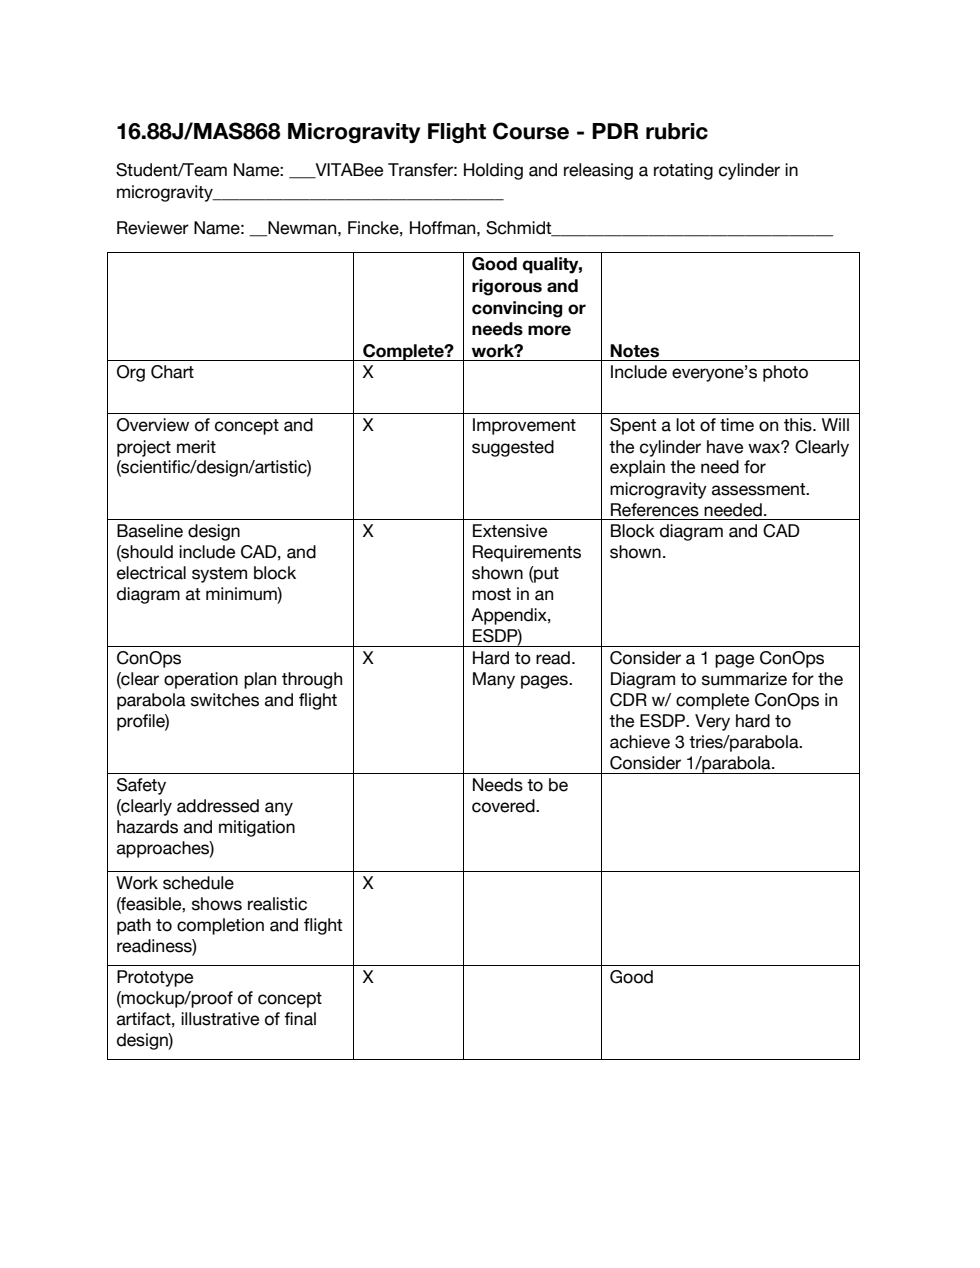 16.88J/MAS868 Microgravity Flight Course - PDR rubric
Student/Team Name: ___VITABee Transfer: Holding and releasing a rotating cylinder in
microgravity_________________________________
Reviewer Name: __Newman, Fincke, Hoffman, Schmidt________________________________
Complete?
Good quality,
rigorous and
convincing or
needs more
work?
Notes
Org Chart
X
Include everyone’s photo
Overview of concept and
project merit
(scientific/design/artistic)
X
Improvement
suggested
Spent a lot of time on this. Will
the cylinder have wax? Clearly
explain the need for
microgravity assessment.
References needed.
Baseline design
(should include CAD, and
electrical system block
diagram at minimum)
X
Extensive
Requirements
shown (put
most in an
Appendix,
ESDP)
Block diagram and CAD
shown.
ConOps
(clear operation plan through
parabola switches and flight
profile)
X
Hard to read.
Many pages.
Consider a 1 page ConOps
Diagram to summarize for the
CDR w/ complete ConOps in
the ESDP. Very hard to
achieve 3 tries/parabola.
Consider 1/parabola.
Safety
(clearly addressed any
hazards and mitigation
approaches)
Needs to be
covered.
Work schedule
(feasible, shows realistic
path to completion and flight
readiness)
X
Prototype
(mockup/proof of concept
artifact, illustrative of final
design)
X
Good